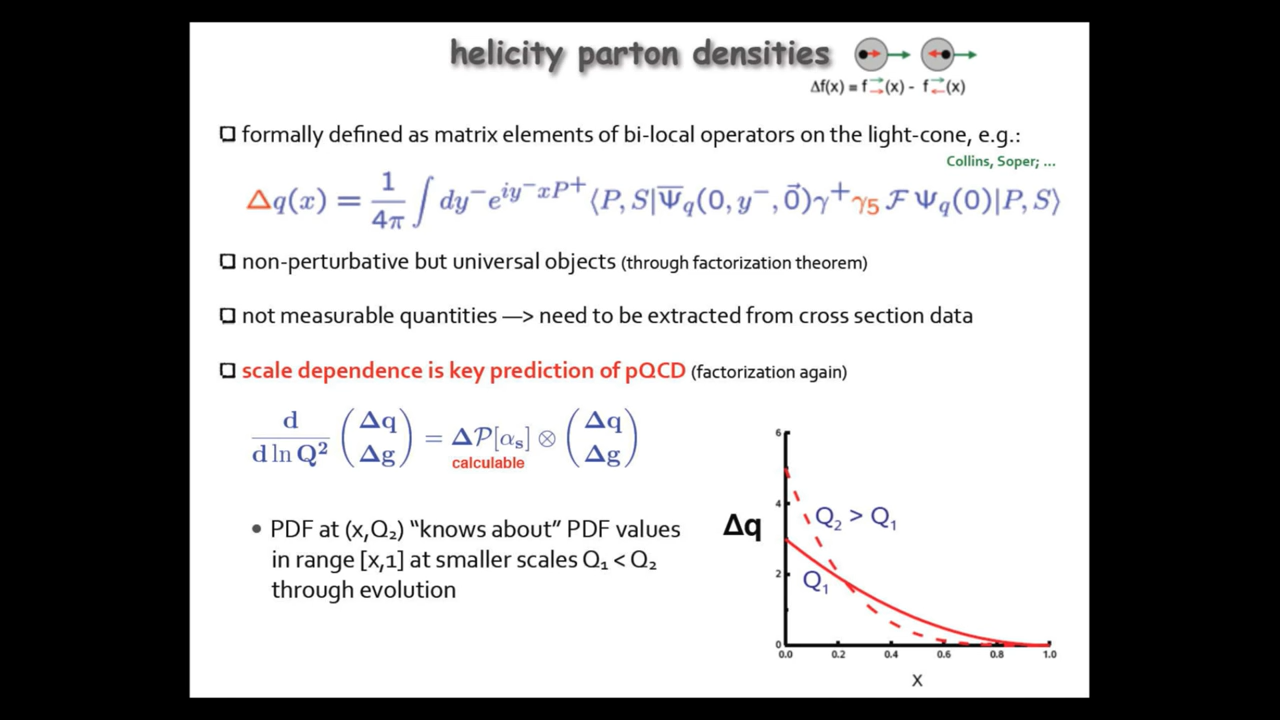 helicity parton densities
Δf(x) ≡ f⇉(x) - f⇄(x)
❑ formally defined as matrix elements of bi-local operators on the light-cone, e.g.:
Collins, Soper; ...
Δq(x) = 1/4π ∫ dy⁻ e^{iy⁻xP⁺} ⟨P, S|Ψ̅_q(0, y⁻, 0⃗)γ⁺γ₅ ℱ Ψ_q(0)|P, S⟩
❑ non-perturbative but universal objects (through factorization theorem)
❑ not measurable quantities —> need to be extracted from cross section data
❑ scale dependence is key prediction of pQCD (factorization again)
d/d ln Q² (Δq Δg) = Δ𝒫[α_s] ⊗ (Δq Δg)
calculable
• PDF at (x,Q₂) “knows about” PDF values
in range [x,1] at smaller scales Q₁ < Q₂
through evolution
6
4
2
0
Δq
Q₂ > Q₁
Q₁
0.0 0.2 0.4 0.6 0.8 1.0
x